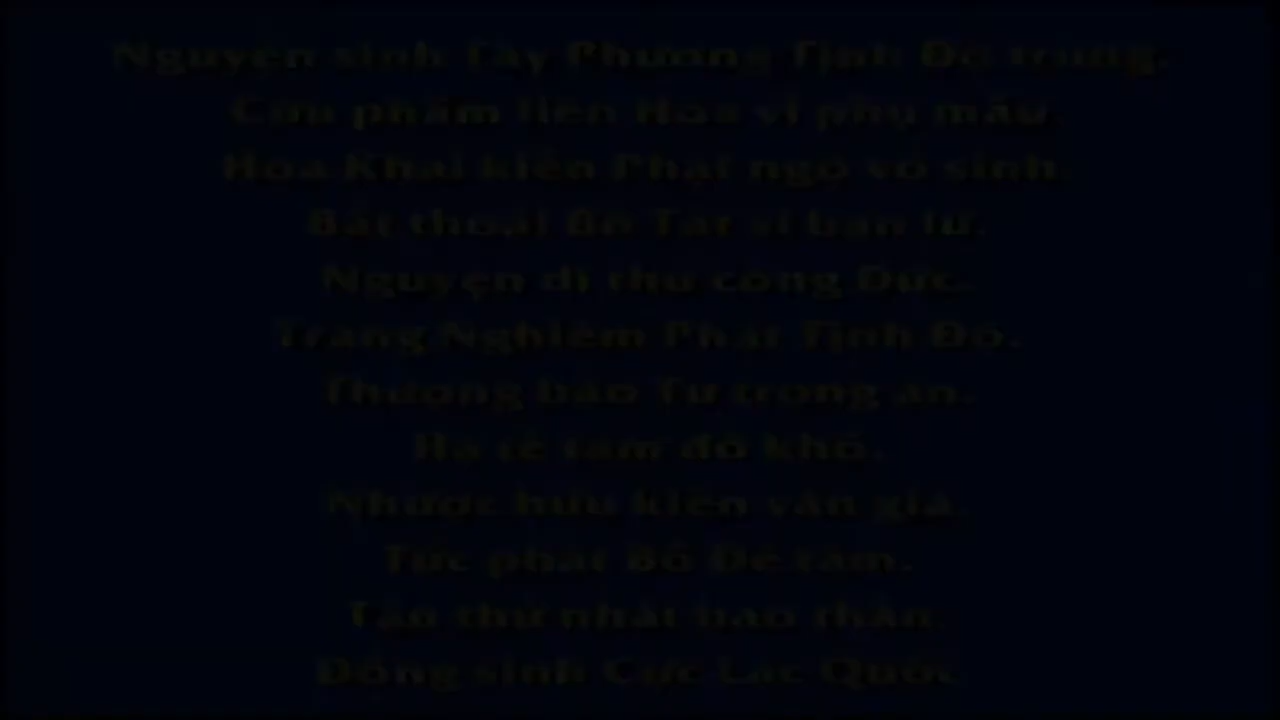 Nguyện sinh Tây Phương Tịnh Độ trung.
Cửu phẩm liên Hoa vi phụ mẫu.
Hoa Khai kiến Phật ngộ vô sinh.
Bất thoái Bồ Tát vi bạn lữ.
Nguyện dĩ thử công Đức.
Trang Nghiêm Phật Tịnh Độ.
Thượng báo Tứ trọng ân.
Hạ tế tam đồ khổ.
Nhược hữu kiến văn giả.
Tức phát Bồ Đề tâm.
Tận thử nhất báo thân.
Đồng sinh Cực Lạc Quốc